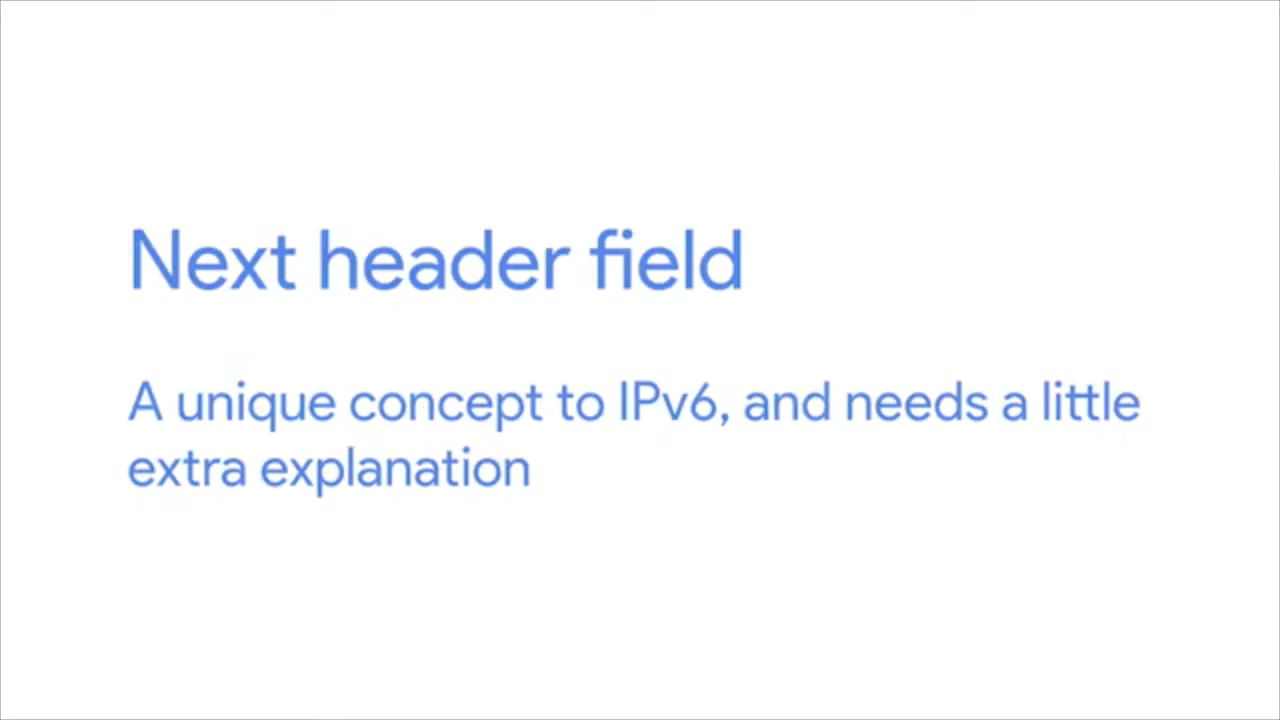 Next header field
A unique concept to IPv6, and needs a little
extra explanation